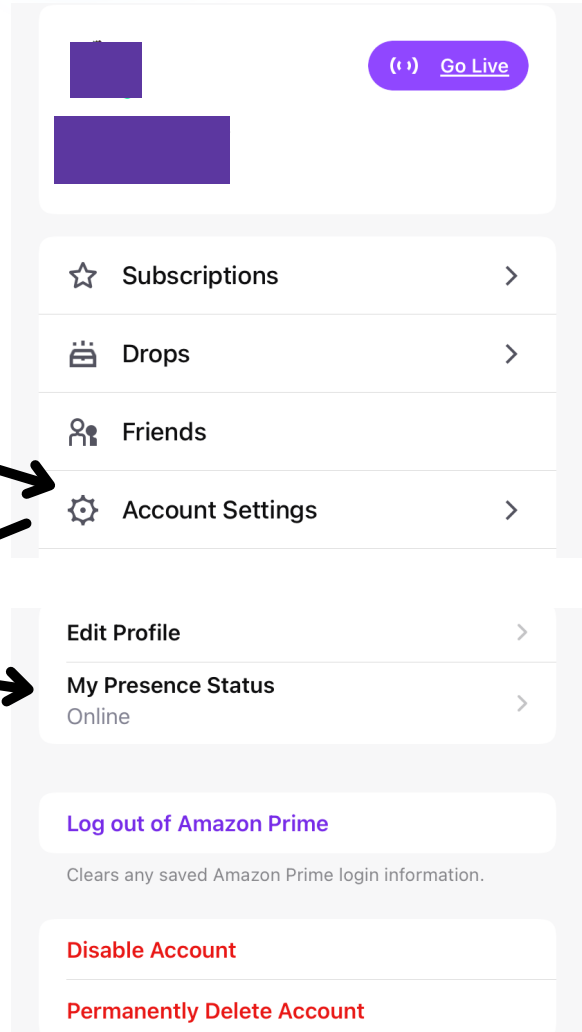 Go Live
Subscriptions
Drops
Friends
Account Settings
Edit Profile
My Presence Status
Online
Log out of Amazon Prime
Clears any saved Amazon Prime login information.
Disable Account
Permanently Delete Account